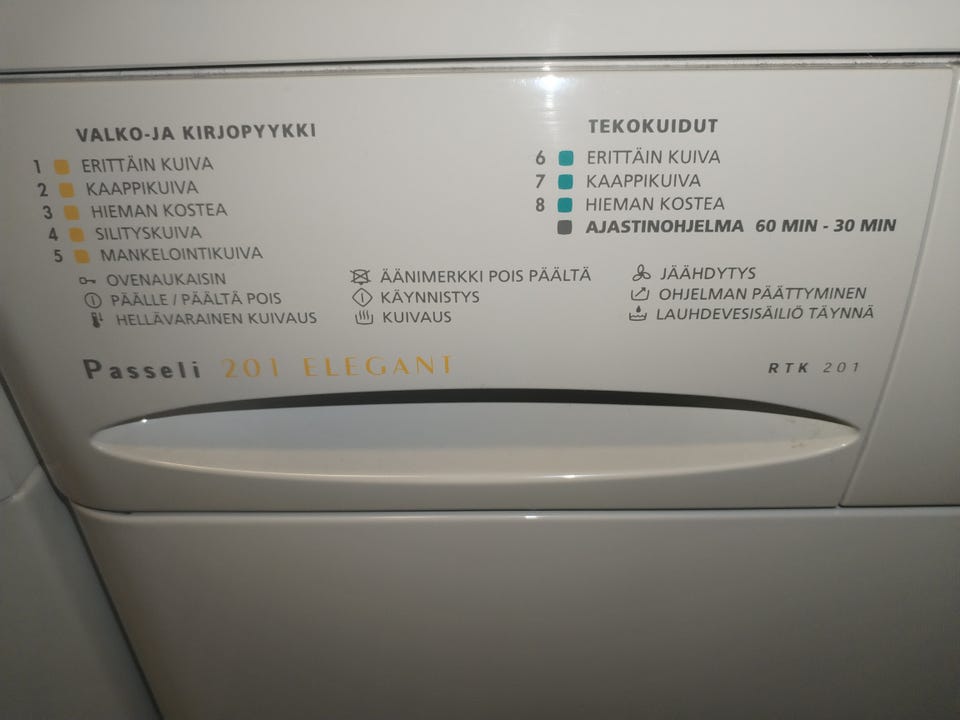 VALKO-JA KIRJOPYYKKI
1 ERITTÄIN KUIVA
2 KAAPPIKUIVA
3 HIEMAN KOSTEA
4 SILITYSKUIVA
5 MANKELOINTIKUIVA
TEKOKUIDUT
6 ERITTÄIN KUIVA
7 KAAPPIKUIVA
8 HIEMAN KOSTEA
AJASTINOHJELMA 60 MIN - 30 MIN
OVENAUKAISIN
PÄÄLLE / PÄÄLTÄ POIS
HELLÄVARAINEN KUIVAUS
ÄÄNIMERKKI POIS PÄÄLTÄ
KÄYNNISTYS
KUIVAUS
JÄÄHDYTYS
OHJELMAN PÄÄTTYMINEN
LAUHDEVESISÄILIÖ TÄYNNÄ
Passeli 201 ELEGANT
RTK 201